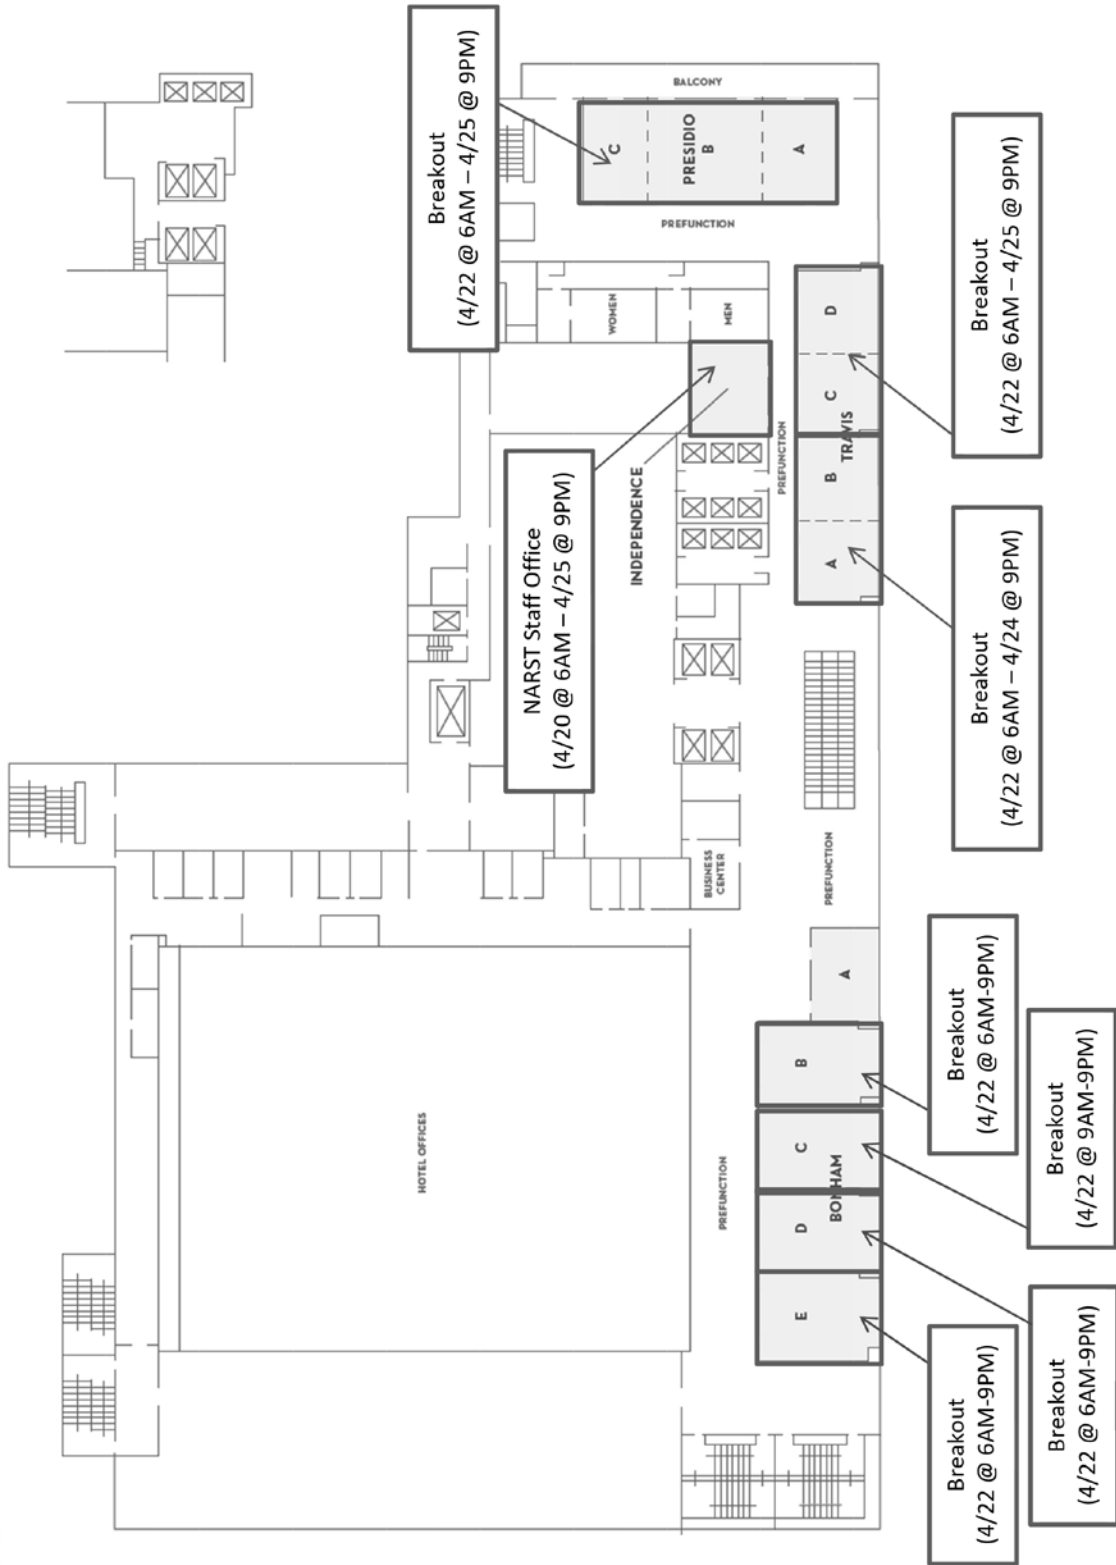 Breakout
(4/22 @ 6AM – 4/25 @ 9PM)
BALCONY
C
PRESIDIO
B
A
PREFUNCTION
WOMEN
MEN
NARST Staff Office
(4/20 @ 6AM – 4/25 @ 9PM)
INDEPENDENCE
PREFUNCTION
D
C
TRAVIS
B
A
Breakout
(4/22 @ 6AM – 4/25 @ 9PM)
Breakout
(4/22 @ 6AM – 4/24 @ 9PM)
BUSINESS
CENTER
PREFUNCTION
A
HOTEL OFFICES
PREFUNCTION
B
C
BONHAM
D
E
Breakout
(4/22 @ 6AM-9PM)
Breakout
(4/22 @ 9AM-9PM)
Breakout
(4/22 @ 6AM-9PM)
Breakout
(4/22 @ 6AM-9PM)